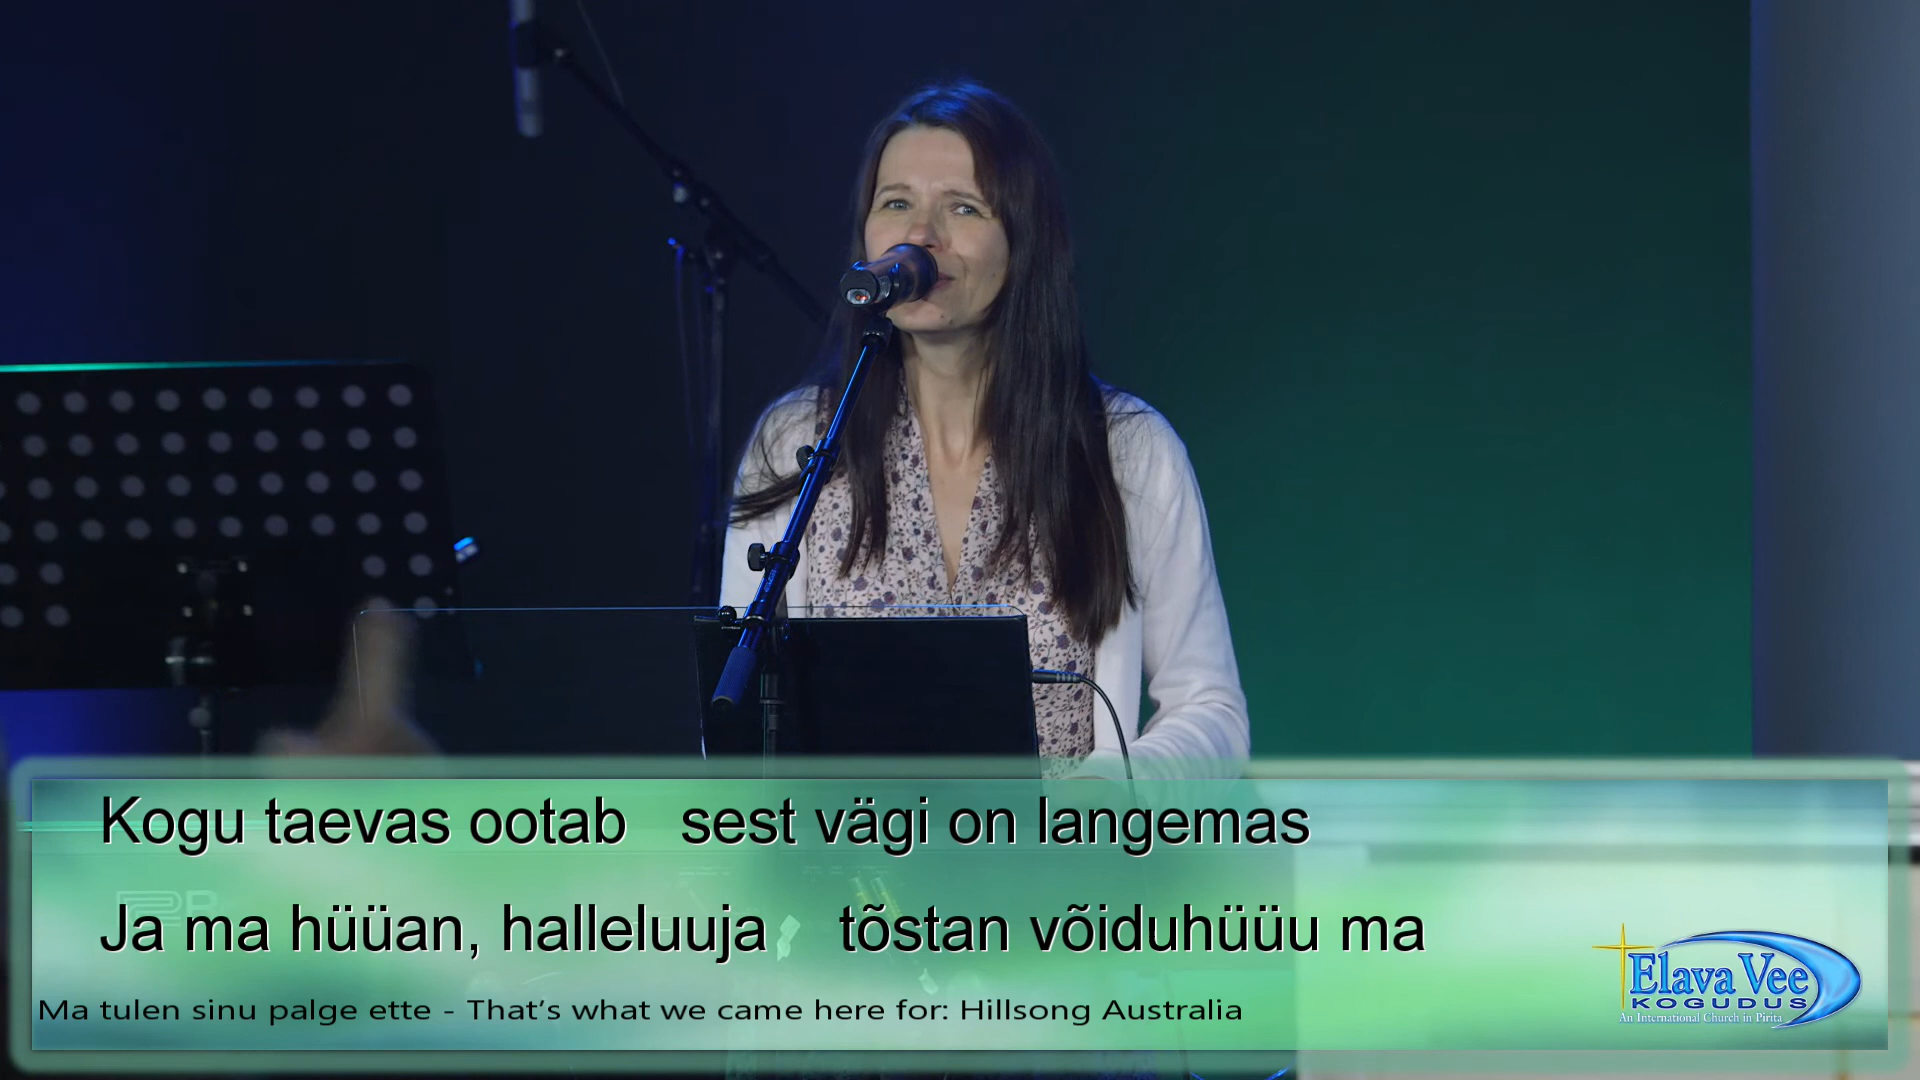 Kogu taevas ootab sest vägi on langemas
Ja ma hüüan, halleluuja tõstan võiduhüüu ma
Ma tulen sinu palge ette - That's what we came here for: Hillsong Australia
Elava Vee
KOGUDUS
An International Church in Pirita